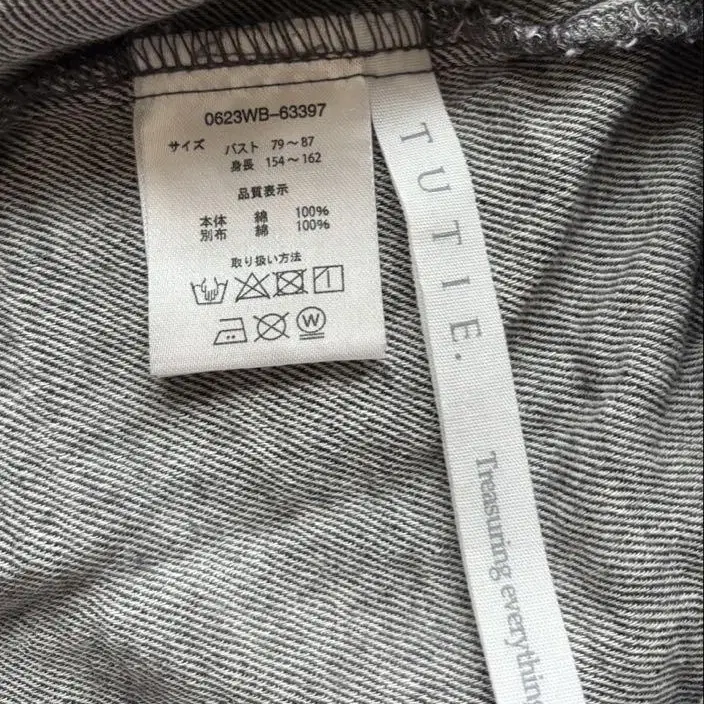 0623WB-63397
サイズ バスト 79～87
身長 154～162
品質表示
本体 綿 100%
別布 綿 100%
取り扱い方法
W
TUTIE.
Treasuring everything